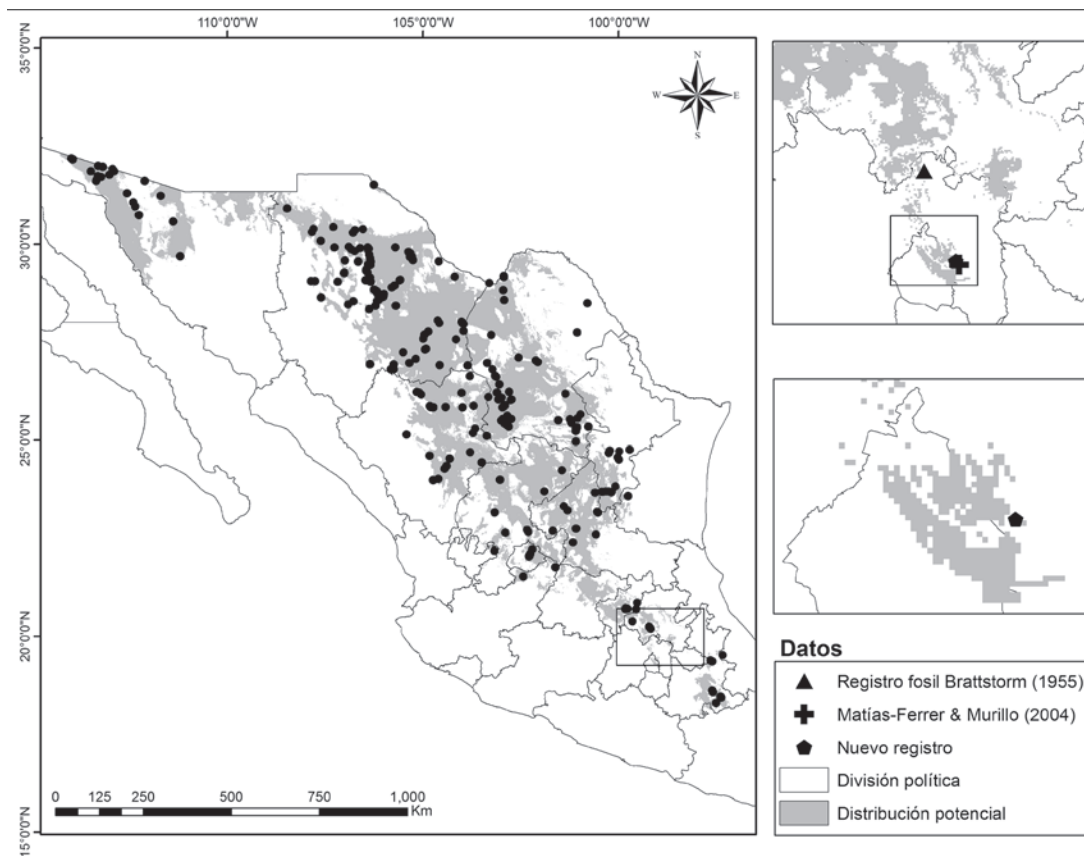 110°0'0"W
105°0'0"W
100°0'0"W
35°0'0"N
30°0'0"N
25°0'0"N
20°0'0"N
15°0'0"N
N
W
E
S
0 125 250 500 750 1,000
Km
Datos
Registro fosil Brattstorm (1955)
Matías-Ferrer & Murillo (2004)
Nuevo registro
División política
Distribución potencial